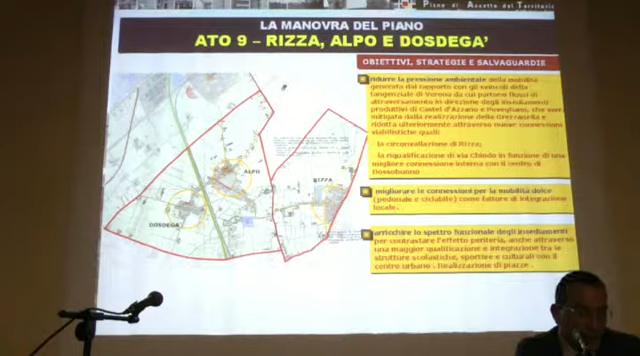 Piano di Assetto del Territorio
LA MANOVRA DEL PIANO
ATO 9 – RIZZA, ALPO E DOSDEGA'
OBIETTIVI, STRATEGIE E SALVAGUARDIE
ridurre la pressione ambientale della mobilità
generata dal rapporto con gli svincoli della
tangenziale di Verona da cui partono flussi di
attraversamento in direzione degli insediamenti
produttivi di Castel d'Azzano e Povegliano, che
mitigata dalla realizzazione della Grezzanella e
ridotta ulteriormente attraverso nuove connessioni
viabilistiche quali:
la circonvallazione di Rizza;
la riqualificazione di via Chiodo in funzione di una
migliore connessione interna con il centro di
Dossobuono
migliorare le connessioni per la mobilità dolce
(pedonale e ciclabile) come fattore di integrazione
locale.
arricchire lo spettro funzionale degli insediamenti
per contrastare l'effetto periferia, anche attraverso
una maggior qualificazione e integrazione tra le
strutture scolastiche, sportive e culturali con il
centro urbano . Realizzazione di piazze .
ALPO
RIZZA
DOSDEGA